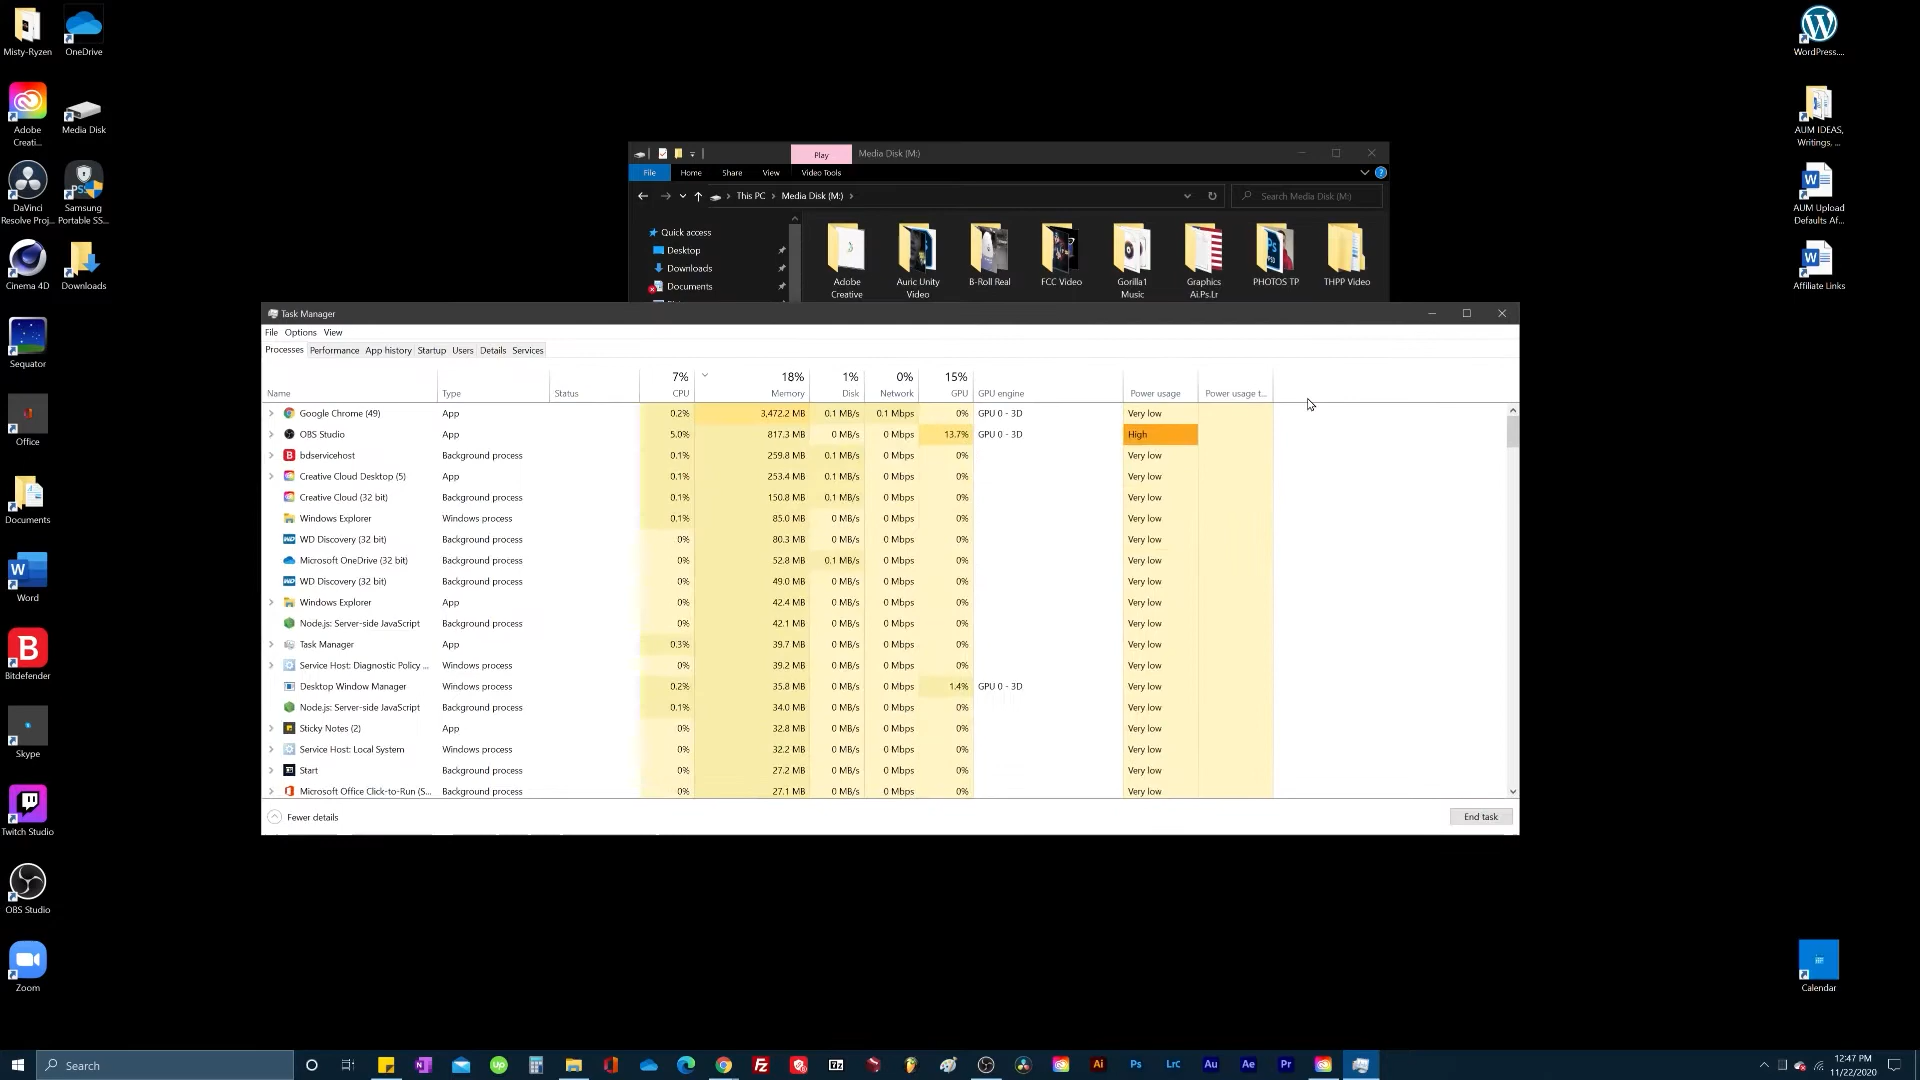 Misty-Ryzen
OneDrive
Adobe
Creati...
Media Disk
DaVinci
Resolve Proj...
Samsung
Portable SS...
Cinema 4D
Downloads
Sequator
Office
Documents
Word
Bitdefender
Skype
Twitch Studio
OBS Studio
Zoom
WordPress....
AUM IDEAS,
Writings, ...
AUM Upload
Defaults Af...
Affiliate Links
Calendar
Play
Media Disk (M:)
File Home Share View Video Tools
This PC > Media Disk (M:) >
Search Media Disk (M:)
Quick access
Desktop
Downloads
Documents
Adobe
Creative
Auric Unity
Video
B-Roll Real
FCC Video
Gorilla1
Music
Graphics
Ai.Ps.Lr
PHOTOS TP
THPP Video
Task Manager
File Options View
Processes Performance App history Startup Users Details Services
7% 18% 1% 0% 15%
Name Type Status CPU Memory Disk Network GPU GPU engine Power usage Power usage t...
Google Chrome (49) App 0.2% 3,472.2 MB 0.1 MB/s 0.1 Mbps 0% GPU 0 - 3D Very low
OBS Studio App 5.0% 817.3 MB 0 MB/s 0 Mbps 13.7% GPU 0 - 3D High
bdservicehost Background process 0.1% 259.8 MB 0.1 MB/s 0 Mbps 0% Very low
Creative Cloud Desktop (5) App 0.1% 253.4 MB 0.1 MB/s 0 Mbps 0% Very low
Creative Cloud (32 bit) Background process 0.1% 150.8 MB 0.1 MB/s 0 Mbps 0% Very low
Windows Explorer Windows process 0.1% 85.0 MB 0 MB/s 0 Mbps 0% Very low
WD Discovery (32 bit) Background process 0% 80.3 MB 0 MB/s 0 Mbps 0% Very low
Microsoft OneDrive (32 bit) Background process 0% 52.8 MB 0.1 MB/s 0 Mbps 0% Very low
WD Discovery (32 bit) Background process 0% 49.0 MB 0 MB/s 0 Mbps 0% Very low
Windows Explorer App 0% 42.4 MB 0 MB/s 0 Mbps 0% Very low
Node.js: Server-side JavaScript Background process 0% 42.1 MB 0 MB/s 0 Mbps 0% Very low
Task Manager App 0.3% 39.7 MB 0 MB/s 0 Mbps 0% Very low
Service Host: Diagnostic Policy ... Windows process 0% 39.2 MB 0 MB/s 0 Mbps 0% Very low
Desktop Window Manager Windows process 0.2% 35.8 MB 0 MB/s 0 Mbps 1.4% GPU 0 - 3D Very low
Node.js: Server-side JavaScript Background process 0.1% 34.0 MB 0 MB/s 0 Mbps 0% Very low
Sticky Notes (2) App 0% 32.8 MB 0 MB/s 0 Mbps 0% Very low
Service Host: Local System Windows process 0% 32.2 MB 0 MB/s 0 Mbps 0% Very low
Start Background process 0% 27.2 MB 0 MB/s 0 Mbps 0% Very low
Microsoft Office Click-to-Run (S... Background process 0% 27.1 MB 0 MB/s 0 Mbps 0% Very low
Fewer details
End task
Search
12:47 PM
11/22/2020